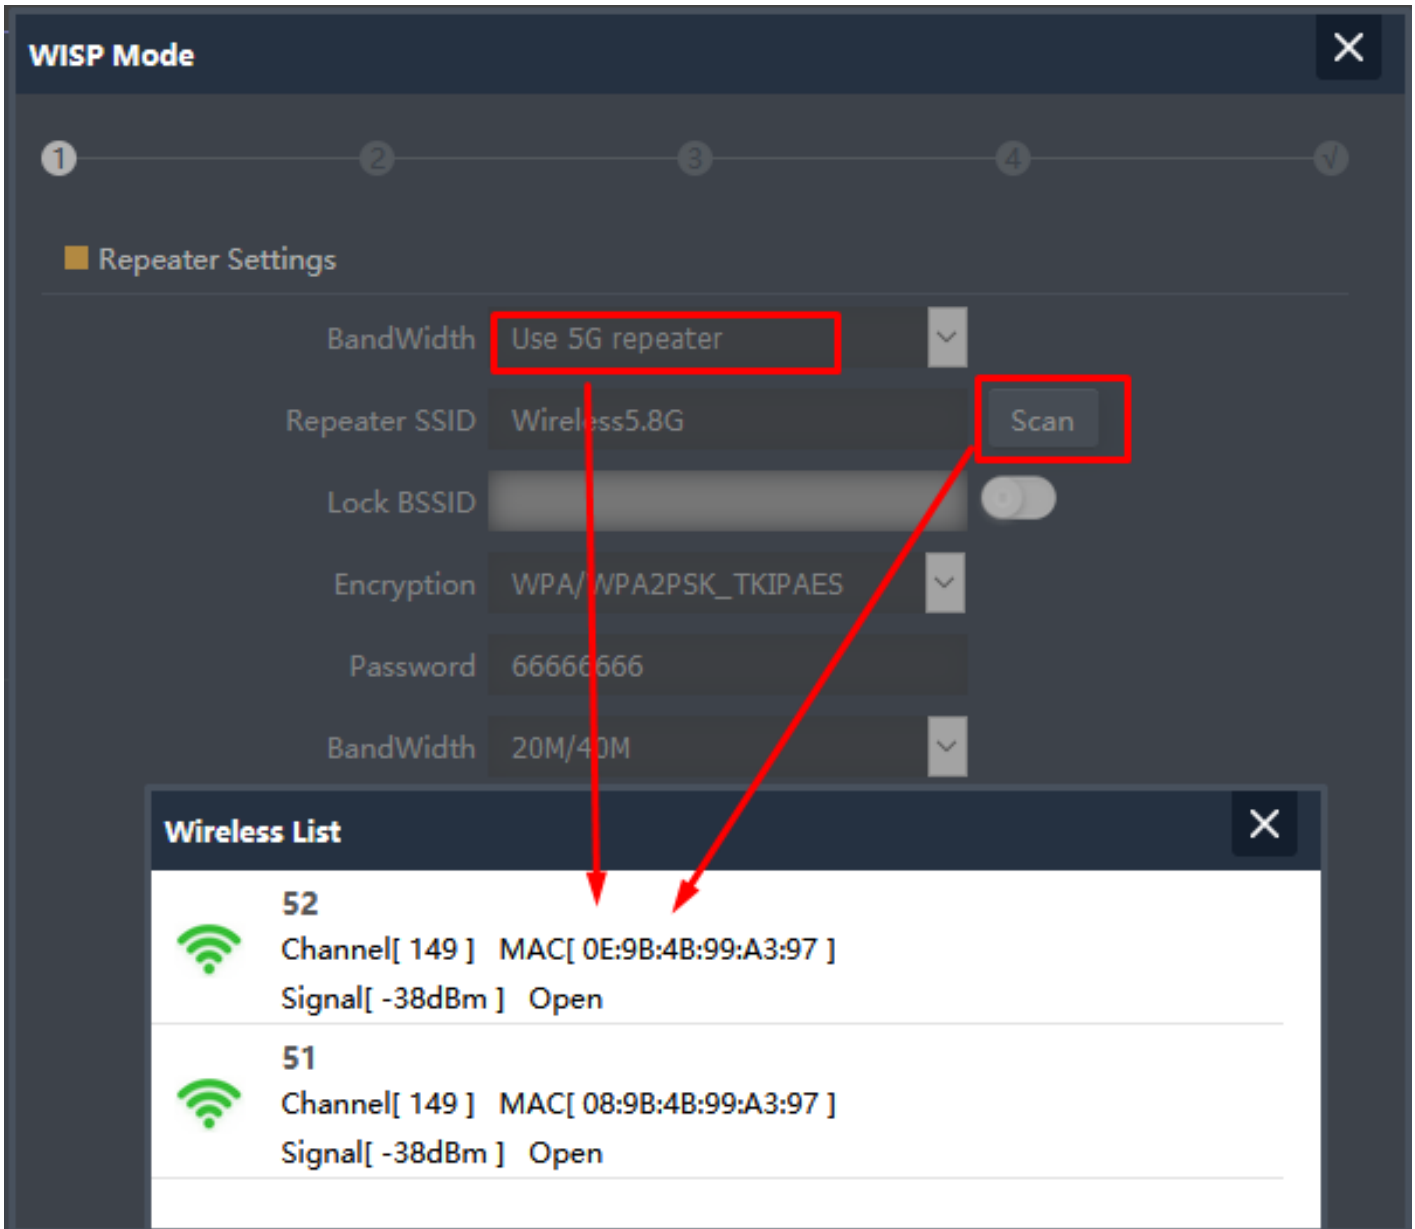 WISP Mode
1 2 3 4 √
Repeater Settings
BandWidth Use 5G repeater
Repeater SSID Wireless5.8G Scan
Lock BSSID
Encryption WPA/WPA2PSK_TKIPAES
Password 66666666
BandWidth 20M/40M
Wireless List
52
Channel[ 149 ] MAC[ 0E:9B:4B:99:A3:97 ]
Signal[ -38dBm ] Open
51
Channel[ 149 ] MAC[ 08:9B:4B:99:A3:97 ]
Signal[ -38dBm ] Open